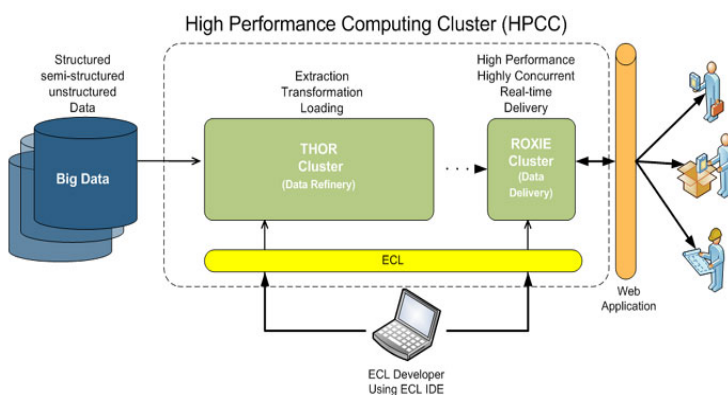 High Performance Computing Cluster (HPCC)
Structured
semi-structured
unstructured
Data
Extraction
Transformation
Loading
High Performance
Highly Concurrent
Real-time
Delivery
Big Data
THOR
Cluster
(Data Refinery)
ROXIE
Cluster
(Data
Delivery)
ECL
Web
Application
ECL Developer
Using ECL IDE